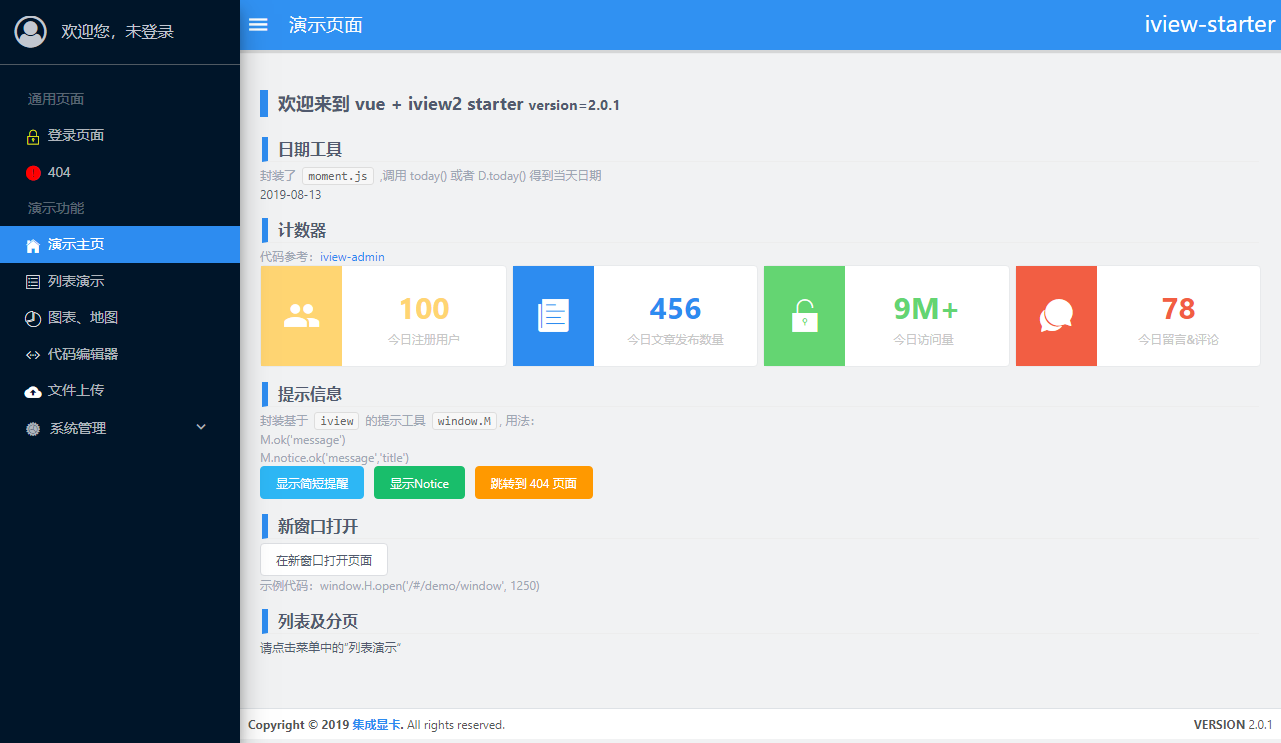 欢迎您，未登录
通用页面
登录页面
404
演示功能
演示主页
列表演示
图表、地图
代码编辑器
文件上传
系统管理
演示页面
iview-starter
欢迎来到 vue + iview2 starter version=2.0.1
日期工具
封装了 moment.js ,调用 today() 或者 D.today() 得到当天日期
2019-08-13
计数器
代码参考：iview-admin
100
今日注册用户
456
今日文章发布数量
9M+
今日访问量
78
今日留言&评论
提示信息
封装基于 iview 的提示工具 window.M , 用法：
M.ok('message')
M.notice.ok('message','title')
显示简短提醒 显示Notice 跳转到 404 页面
新窗口打开
在新窗口打开页面
示例代码：window.H.open('/#/demo/window', 1250)
列表及分页
请点击菜单中的“列表演示”
Copyright © 2019 集成显卡. All rights reserved.
VERSION 2.0.1